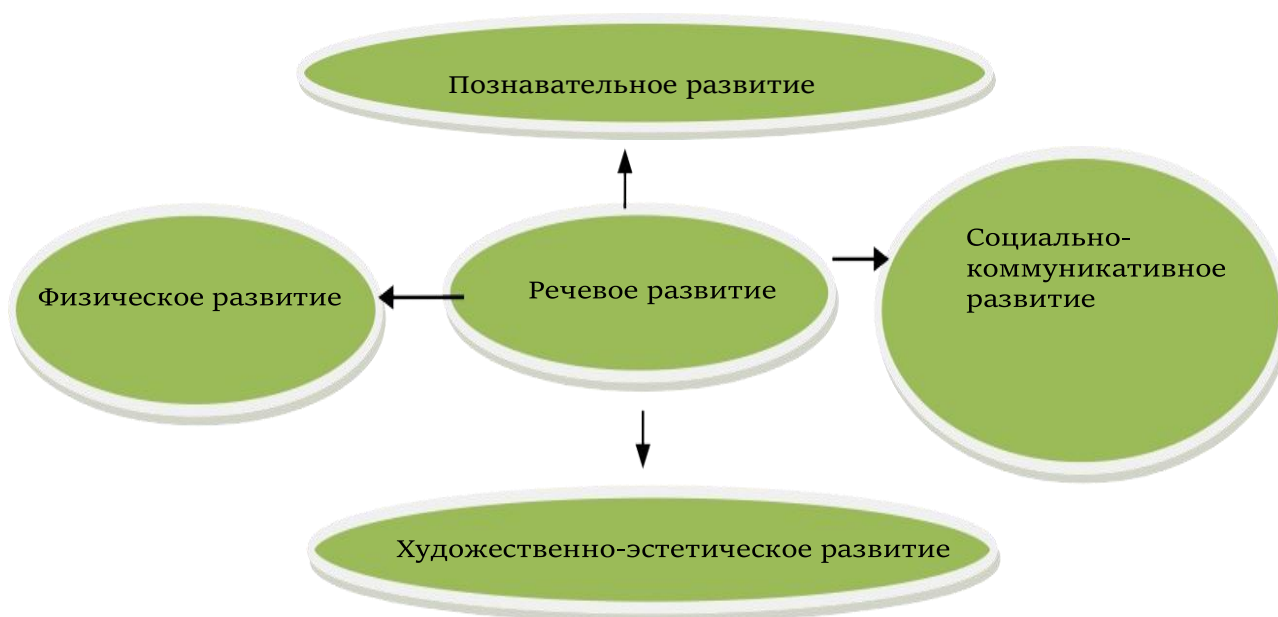 Познавательное развитие
Социально-
коммуникативное
развитие
Физическое развитие
Речевое развитие
Художественно-эстетическое развитие